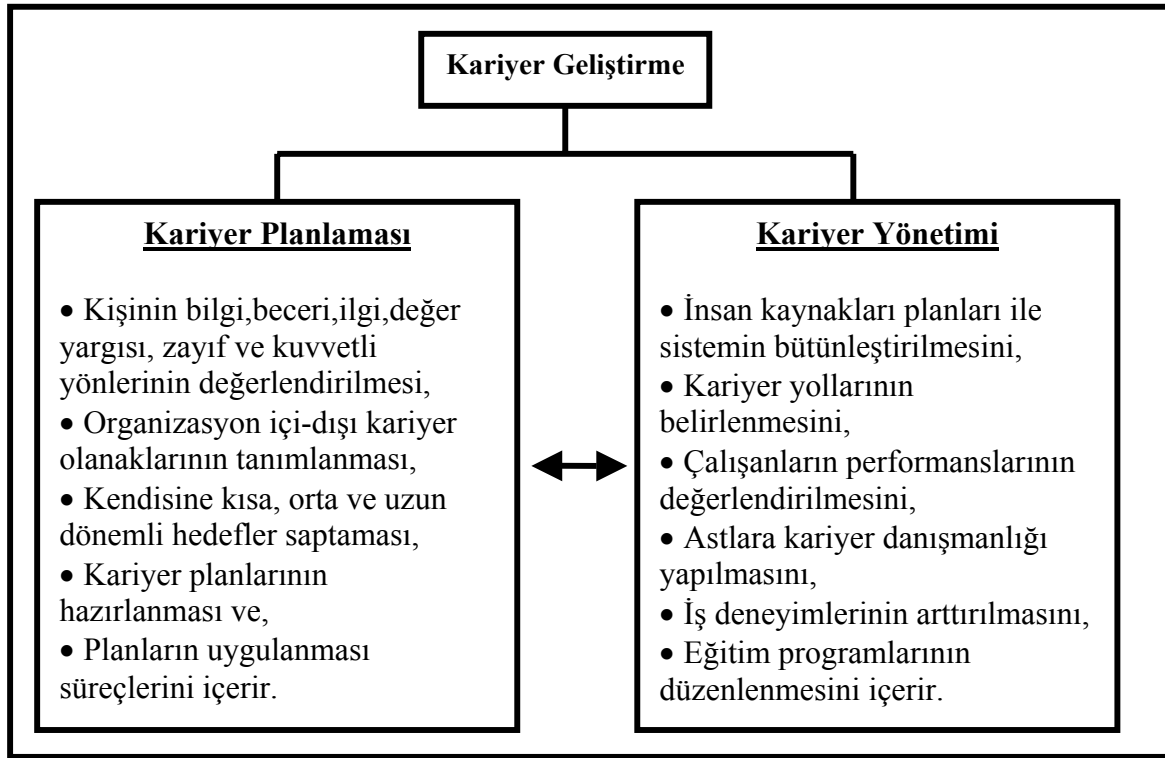 Kariyer Geliştirme
Kariyer Planlaması
• Kişinin bilgi,beceri,ilgi,değer
yargısı, zayıf ve kuvvetli
yönlerinin değerlendirilmesi,
• Organizasyon içi-dışı kariyer
olanaklarının tanımlanması,
• Kendisine kısa, orta ve uzun
dönemli hedefler saptaması,
• Kariyer planlarının
hazırlanması ve,
• Planların uygulanması
süreçlerini içerir.
Kariyer Yönetimi
• İnsan kaynakları planları ile
sistemin bütünleştirilmesini,
• Kariyer yollarının
belirlenmesini,
• Çalışanların performanslarının
değerlendirilmesini,
• Astlara kariyer danışmanlığı
yapılmasını,
• İş deneyimlerinin arttırılmasını,
• Eğitim programlarının
düzenlenmesini içerir.